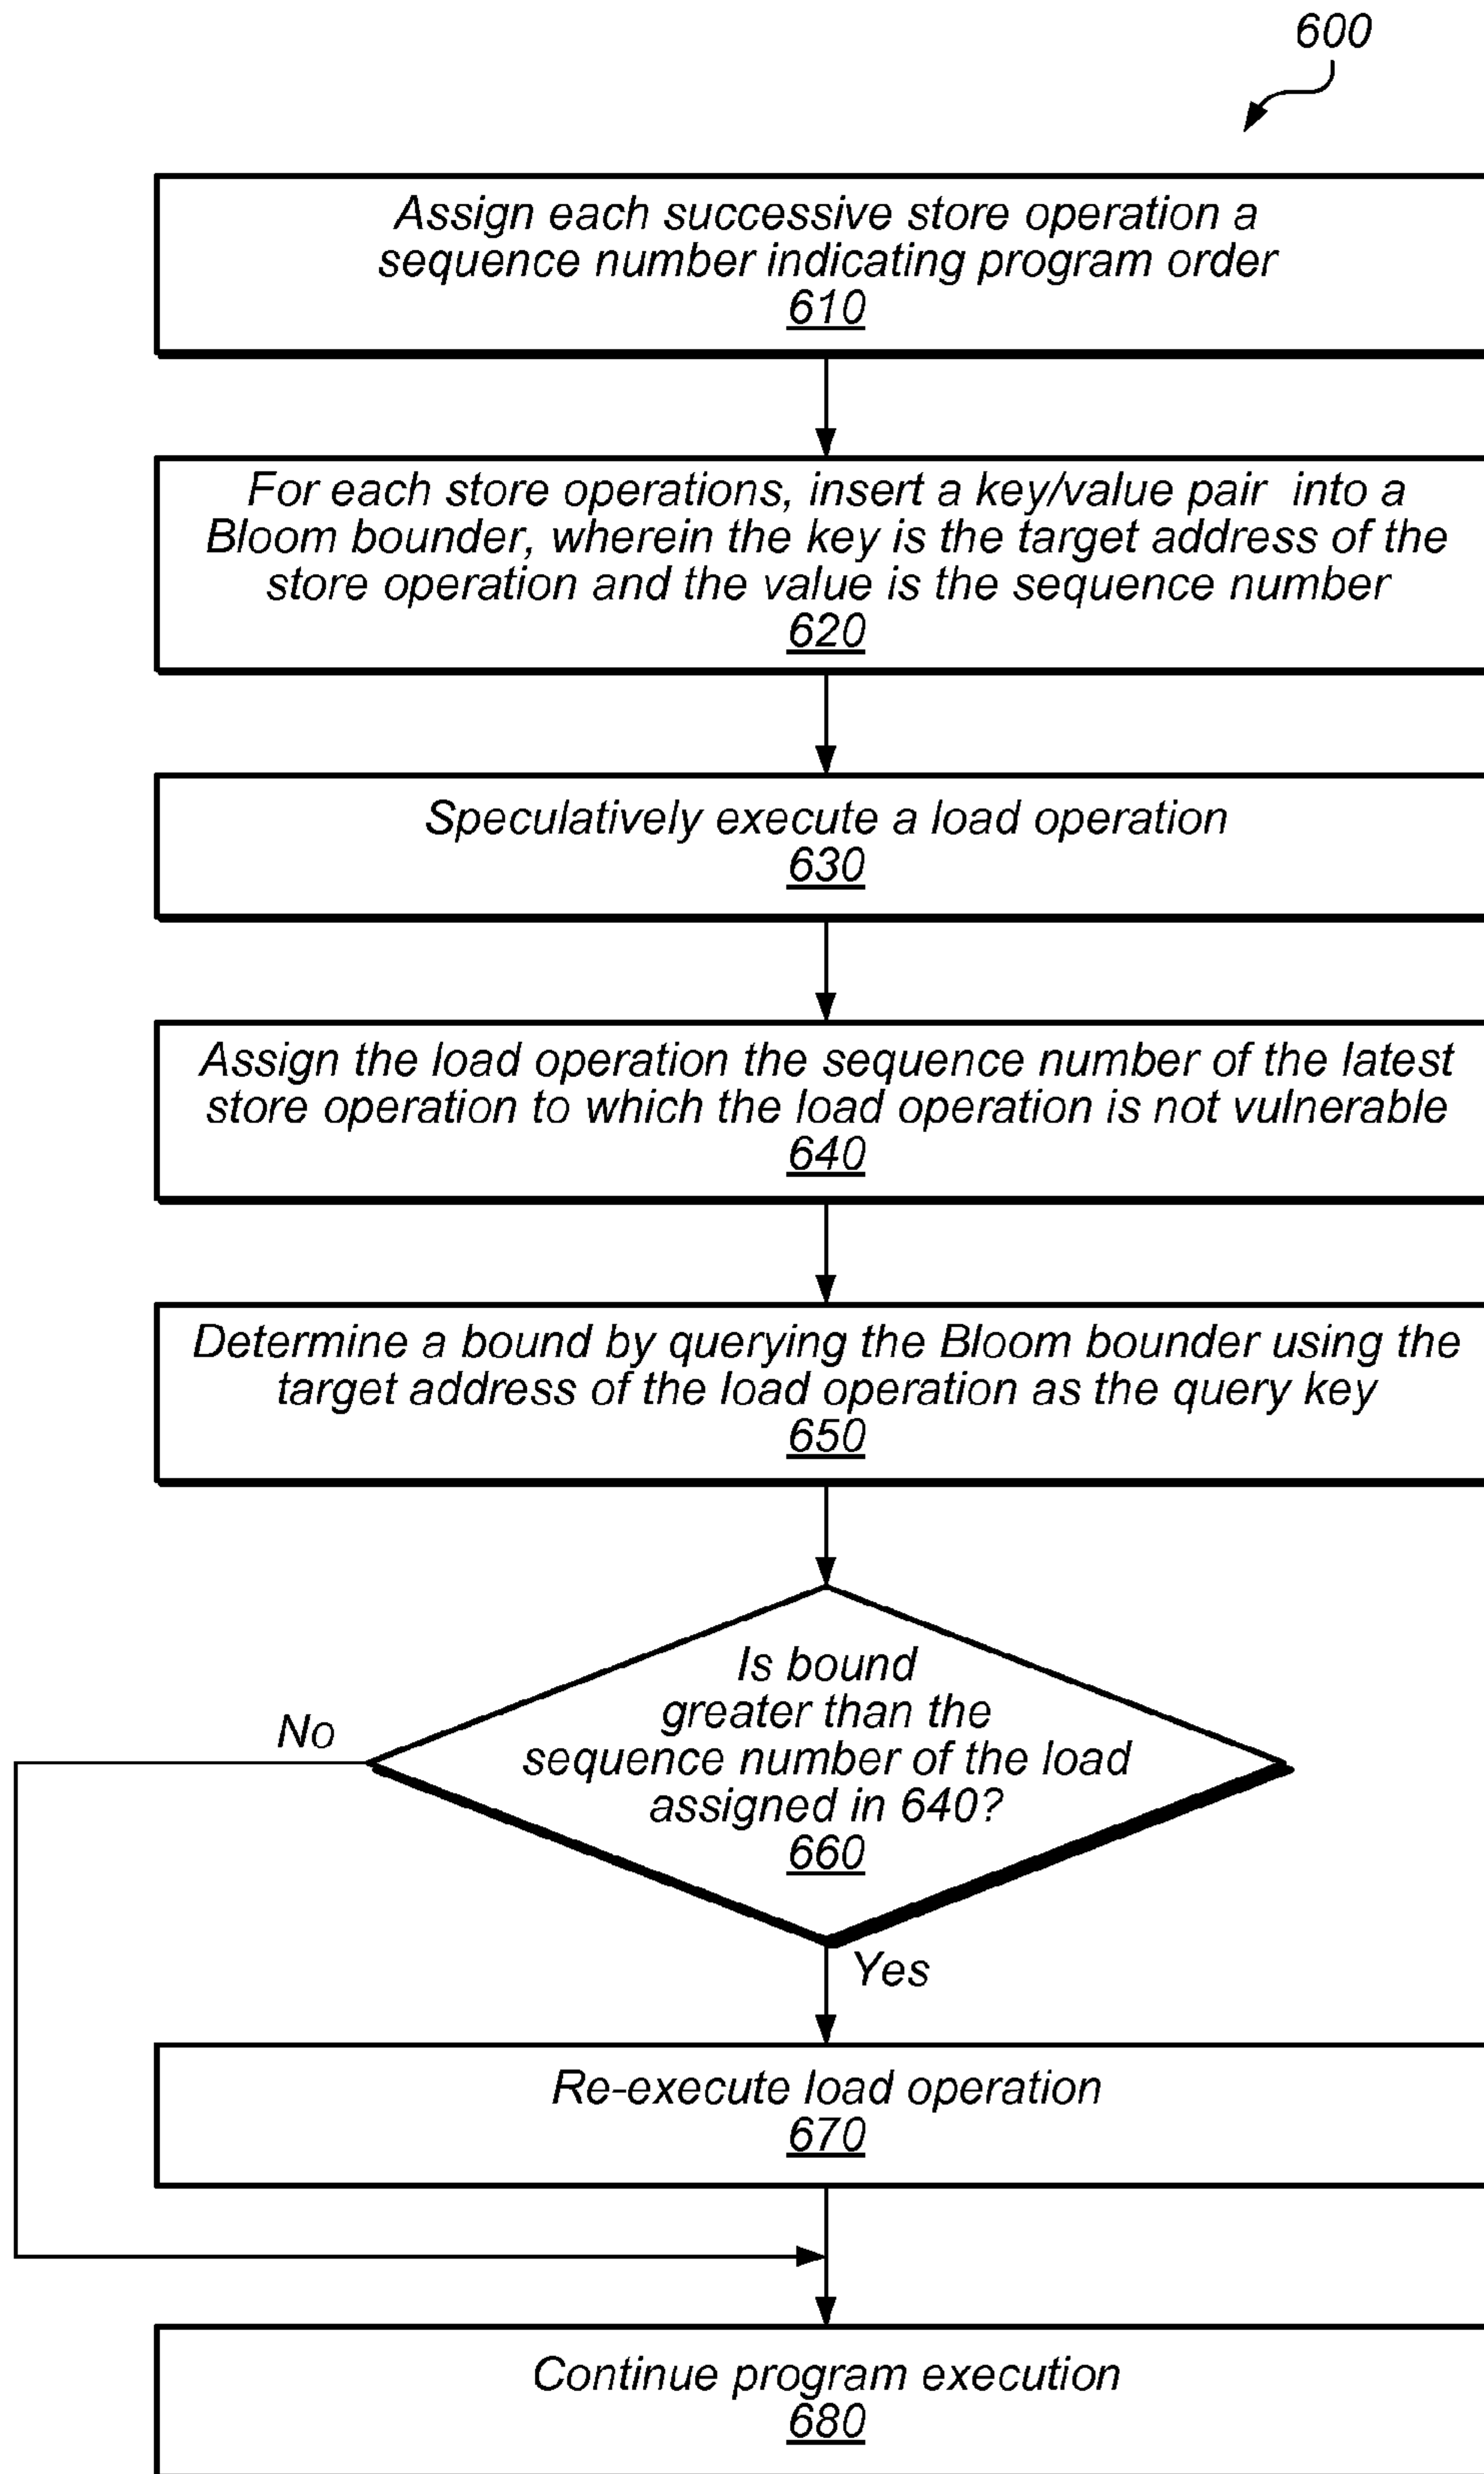 600
Assign each successive store operation a
sequence number indicating program order
610
For each store operations, insert a key/value pair into a
Bloom bounder, wherein the key is the target address of the
store operation and the value is the sequence number
620
Speculatively execute a load operation
630
Assign the load operation the sequence number of the latest
store operation to which the load operation is not vulnerable
640
Determine a bound by querying the Bloom bounder using the
target address of the load operation as the query key
650
Is bound
greater than the
sequence number of the load
assigned in 640?
660
No
Yes
Re-execute load operation
670
Continue program execution
680